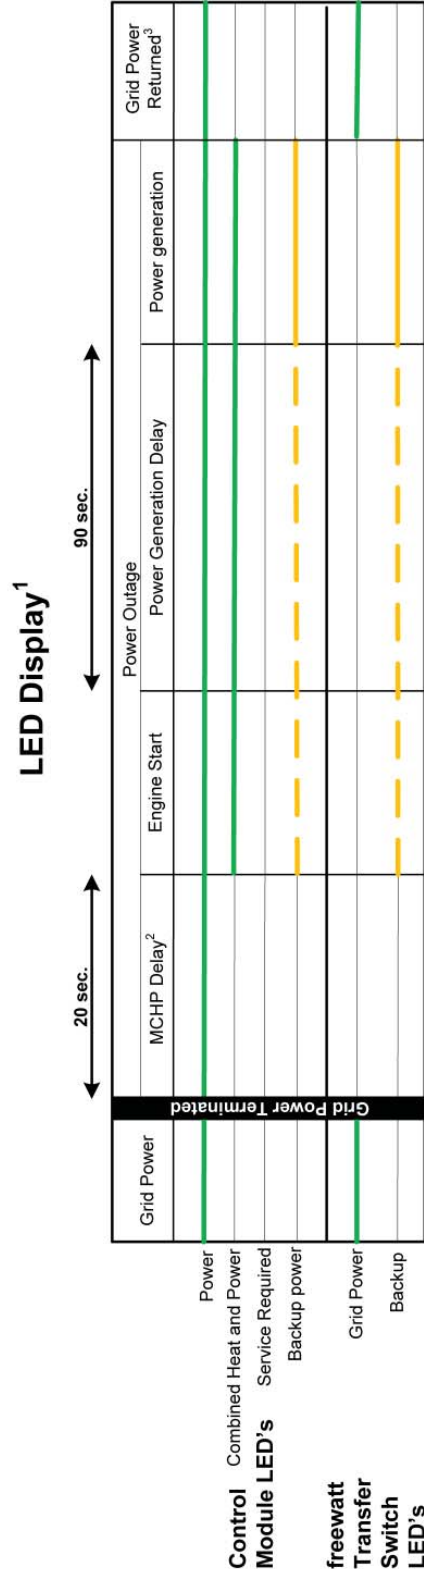 LED Display¹
20 sec.
90 sec.
Power Outage
Grid Power
MCHP Delay²
Engine Start
Power Generation Delay
Power generation
Grid Power
Returned³
Grid Power Terminated
Control
Module LED's
Power
Combined Heat and Power
Service Required
Backup power
freewatt
Transfer
Switch
LED's
Grid Power
Backup